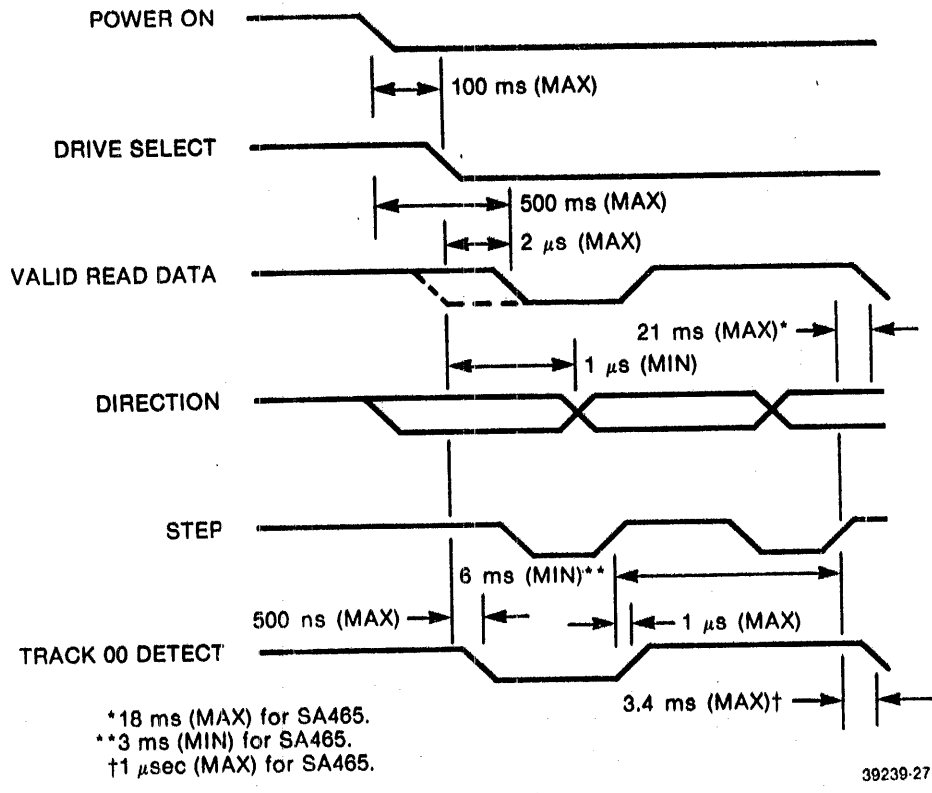 POWER ON
100 ms (MAX)
DRIVE SELECT
500 ms (MAX)
2 μs (MAX)
VALID READ DATA
21 ms (MAX)*
1 μs (MIN)
DIRECTION
STEP
6 ms (MIN)**
500 ns (MAX)
1 μs (MAX)
TRACK 00 DETECT
3.4 ms (MAX)†
*18 ms (MAX) for SA465.
**3 ms (MIN) for SA465.
†1 μsec (MAX) for SA465.
39239-27